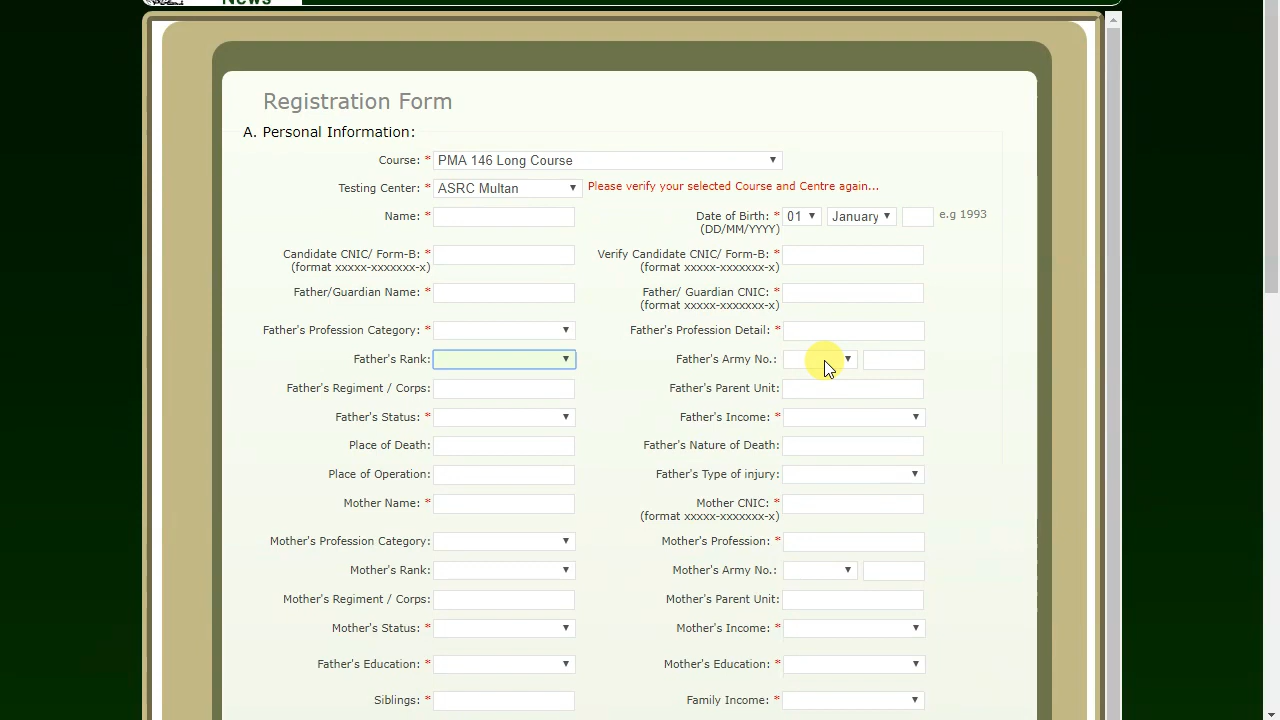 News
Registration Form
A. Personal Information:
Course: * PMA 146 Long Course
Testing Center: * ASRC Multan Please verify your selected Course and Centre again...
Name: * Date of Birth: * 01 January e.g 1993
(DD/MM/YYYY)
Candidate CNIC/ Form-B: * Verify Candidate CNIC/ Form-B: *
(format xxxxx-xxxxxxx-x) (format xxxxx-xxxxxxx-x)
Father/Guardian Name: * Father/ Guardian CNIC: *
(format xxxxx-xxxxxxx-x)
Father's Profession Category: * Father's Profession Detail: *
Father's Rank: Father's Army No.:
Father's Regiment / Corps: Father's Parent Unit:
Father's Status: * Father's Income: *
Place of Death: Father's Nature of Death:
Place of Operation: Father's Type of injury:
Mother Name: * Mother CNIC: *
(format xxxxx-xxxxxxx-x)
Mother's Profession Category: Mother's Profession: *
Mother's Rank: Mother's Army No.:
Mother's Regiment / Corps: Mother's Parent Unit:
Mother's Status: * Mother's Income: *
Father's Education: * Mother's Education: *
Siblings: * Family Income: *